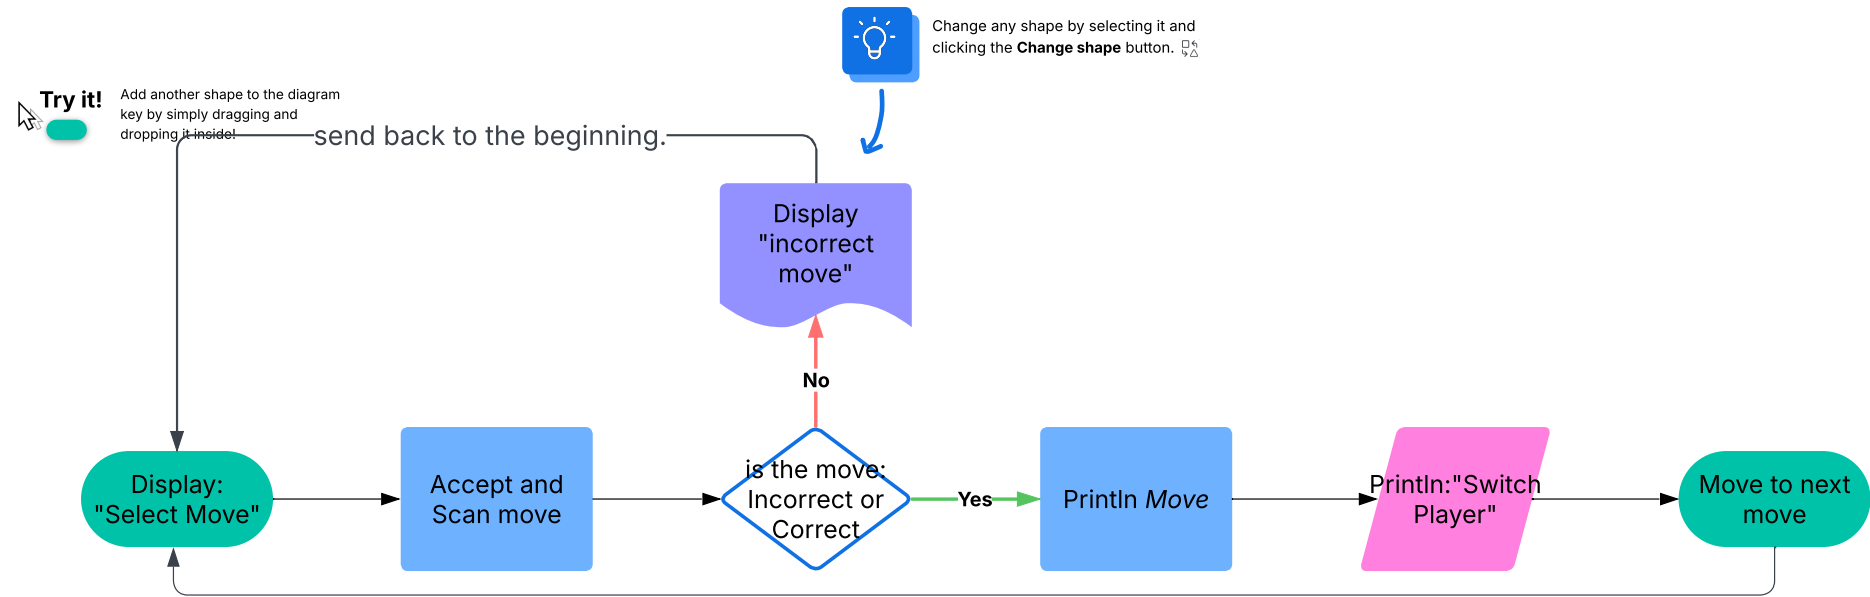 Change any shape by selecting it and
clicking the Change shape button.
Try it!
Add another shape to the diagram
key by simply dragging and
dropping it inside!
send back to the beginning.
Display
"incorrect
move"
No
Display:
"Select Move"
Accept and
Scan move
is the move:
Incorrect or
Correct
Yes
Println Move
Println:"Switch
Player"
Move to next
move